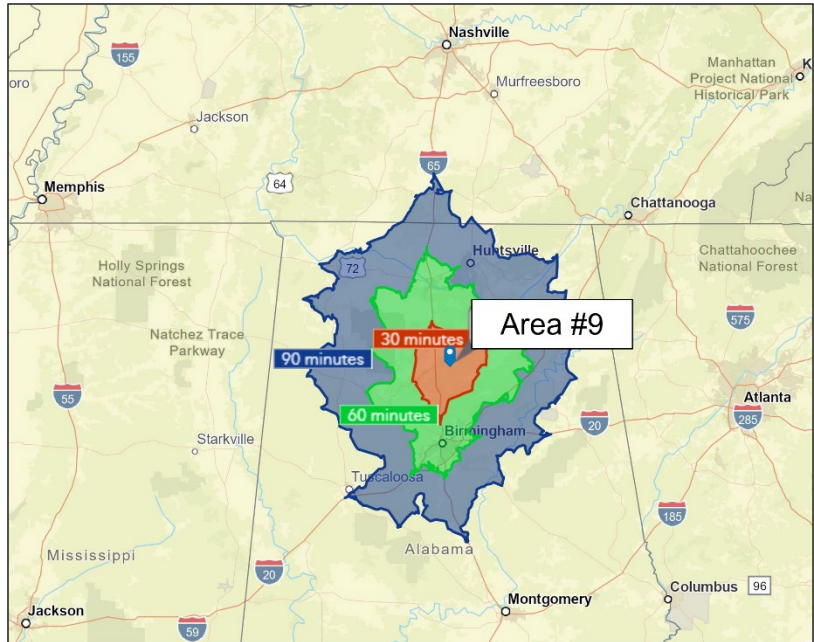 Nashville
155
Manhattan
Project National
Historical Park
K
oro
Murfreesboro
Jackson
65
64
Memphis
Chattanooga
Na
Holly Springs
National Forest
72
Huntsville
Chattahoochee
National Forest
Area #9
575
Natchez Trace
Parkway
30 minutes
90 minutes
55
Atlanta
60 minutes
285
20
Birmingham
Starkville
Tuscaloosa
185
Alabama
Mississippi
20
Columbus
96
Montgomery
Jackson
59